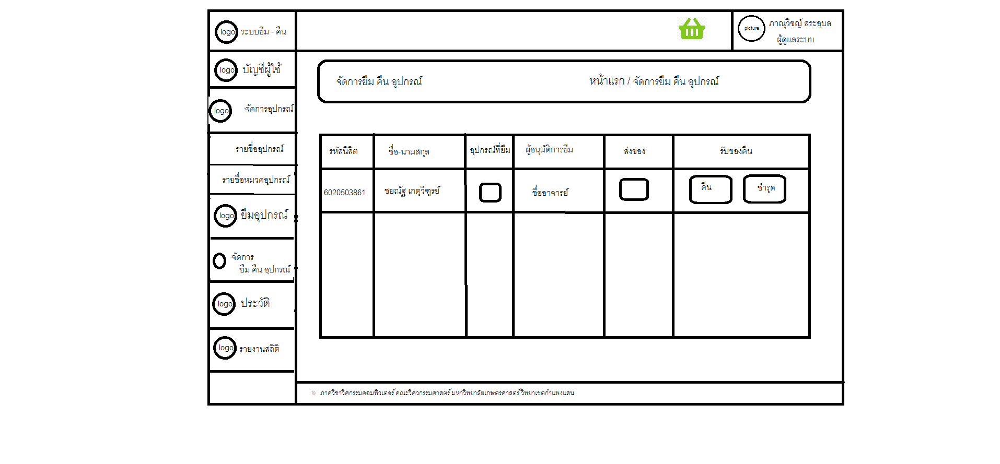 logo ระบบยืม - คืน
picture ภาณุวิชญ์ สระอุบล
ผู้ดูแลระบบ
logo บัญชีผู้ใช้
logo จัดการอุปกรณ์
รายชื่ออุปกรณ์
รายชื่อหมวดอุปกรณ์
logo ยืมอุปกรณ์
จัดการ
ยืม คืน อุปกรณ์
logo ประวัติ
logo รายงานสถิติ
จัดการยืม คืน อุปกรณ์ หน้าแรก / จัดการยืม คืน อุปกรณ์
รหัสนิสิต ชื่อ-นามสกุล อุปกรณ์ที่ยืม ผู้อนุมัติการยืม ส่งของ รับของคืน
6020503861 ชยณัฐ เกตุวิฑูรย์ ชื่ออาจารย์ คืน ชำรุด
© ภาควิชาวิศกรรมคอมพิวเตอร์ คณะวิศวกรรมศาสตร์ มหาวิทยาลัยเกษตรศาสตร์ วิทยาเขตกำแพงแสน